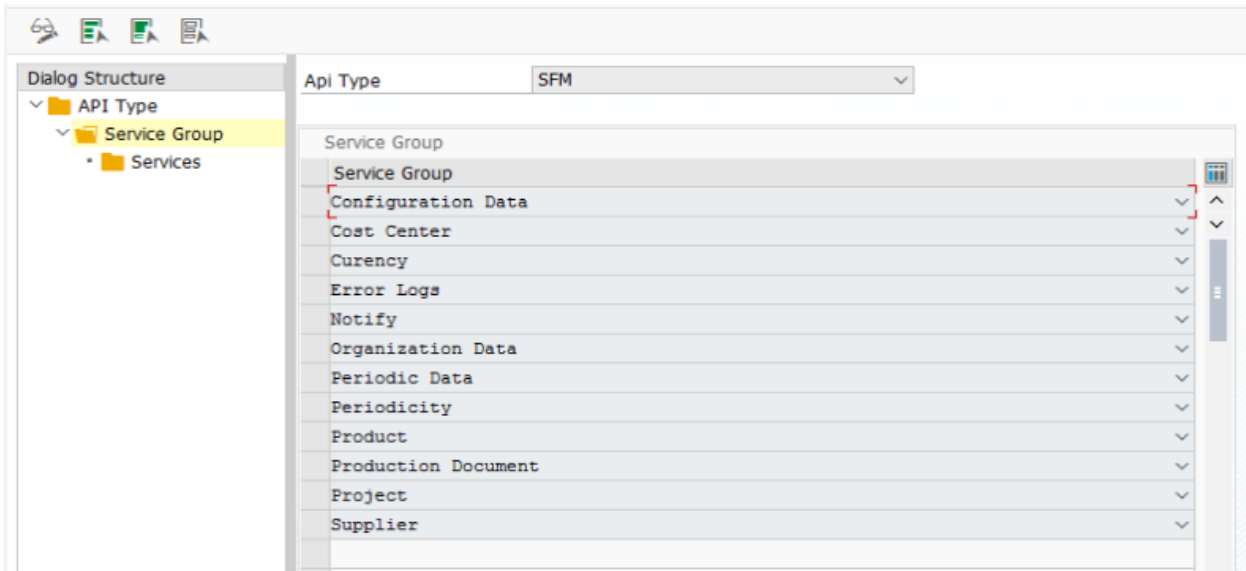 Dialog Structure
API Type
Service Group
Services
Api Type SFM
Service Group
Service Group
Configuration Data
Cost Center
Curency
Error Logs
Notify
Organization Data
Periodic Data
Periodicity
Product
Production Document
Project
Supplier